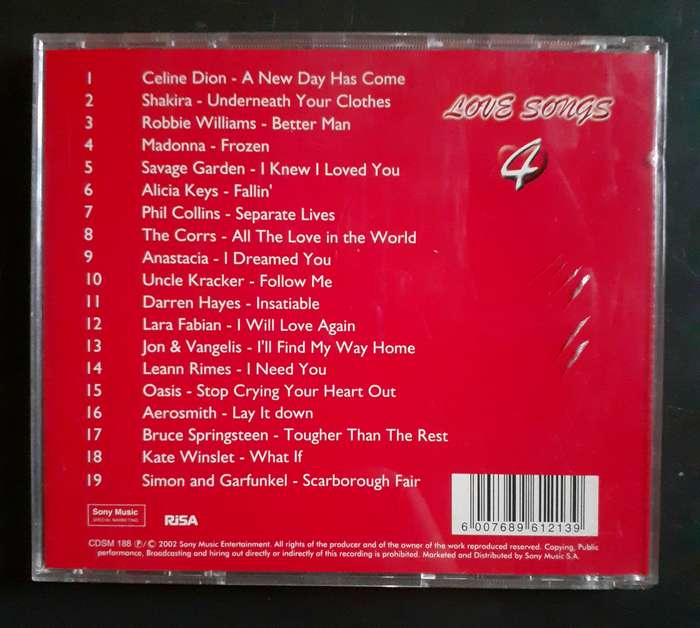 1 Celine Dion - A New Day Has Come
2 Shakira - Underneath Your Clothes
3 Robbie Williams - Better Man
4 Madonna - Frozen
5 Savage Garden - I Knew I Loved You
6 Alicia Keys - Fallin'
7 Phil Collins - Separate Lives
8 The Corrs - All The Love in the World
9 Anastacia - I Dreamed You
10 Uncle Kracker - Follow Me
11 Darren Hayes - Insatiable
12 Lara Fabian - I Will Love Again
13 Jon & Vangelis - I'll Find My Way Home
14 Leann Rimes - I Need You
15 Oasis - Stop Crying Your Heart Out
16 Aerosmith - Lay It down
17 Bruce Springsteen - Tougher Than The Rest
18 Kate Winslet - What If
19 Simon and Garfunkel - Scarborough Fair
LOVE SONGS
4
Sony Music
SPECIAL MARKETING
RiSA
6 007689 612139
CDSM 188 ℗/© 2002 Sony Music Entertainment. All rights of the producer and of the owner of the work reproduced reserved. Copying, Public
performance, Broadcasting and hiring out directly or indirectly of this recording is prohibited. Marketed and Distributed by Sony Music S.A.